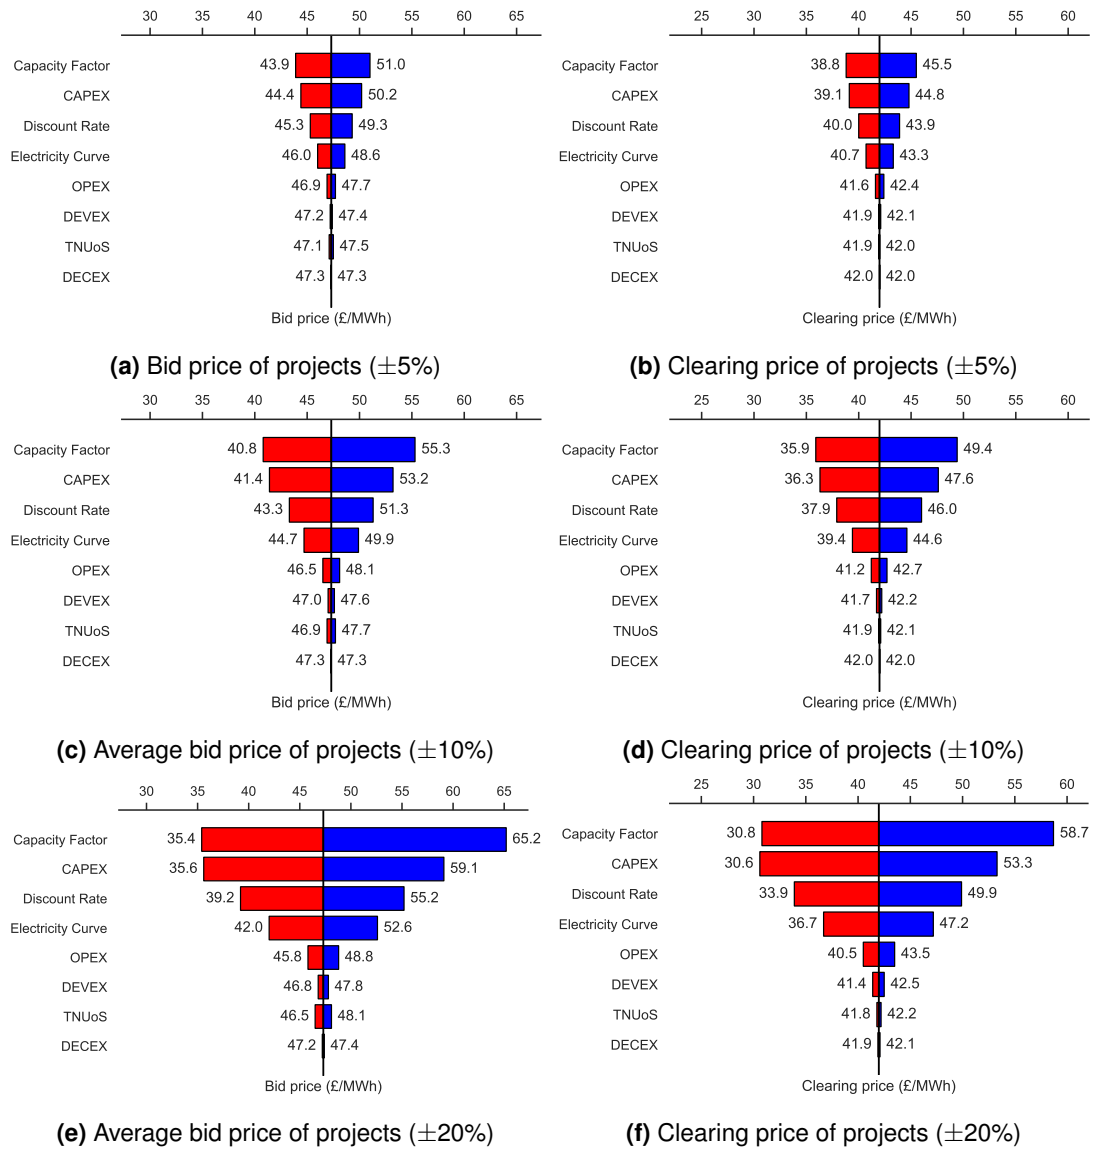 30 35 40 45 50 55 60 65
Capacity Factor 43.9 51.0
CAPEX 44.4 50.2
Discount Rate 45.3 49.3
Electricity Curve 46.0 48.6
OPEX 46.9 47.7
DEVEX 47.2 47.4
TNUoS 47.1 47.5
DECEX 47.3 47.3
Bid price (£/MWh)
(a) Bid price of projects (±5%)
25 30 35 40 45 50 55 60
Capacity Factor 38.8 45.5
CAPEX 39.1 44.8
Discount Rate 40.0 43.9
Electricity Curve 40.7 43.3
OPEX 41.6 42.4
DEVEX 41.9 42.1
TNUoS 41.9 42.0
DECEX 42.0 42.0
Clearing price (£/MWh)
(b) Clearing price of projects (±5%)
30 35 40 45 50 55 60 65
Capacity Factor 40.8 55.3
CAPEX 41.4 53.2
Discount Rate 43.3 51.3
Electricity Curve 44.7 49.9
OPEX 46.5 48.1
DEVEX 47.0 47.6
TNUoS 46.9 47.7
DECEX 47.3 47.3
Bid price (£/MWh)
(c) Average bid price of projects (±10%)
25 30 35 40 45 50 55 60
Capacity Factor 35.9 49.4
CAPEX 36.3 47.6
Discount Rate 37.9 46.0
Electricity Curve 39.4 44.6
OPEX 41.2 42.7
DEVEX 41.7 42.2
TNUoS 41.9 42.1
DECEX 42.0 42.0
Clearing price (£/MWh)
(d) Clearing price of projects (±10%)
30 35 40 45 50 55 60 65
Capacity Factor 35.4 65.2
CAPEX 35.6 59.1
Discount Rate 39.2 55.2
Electricity Curve 42.0 52.6
OPEX 45.8 48.8
DEVEX 46.8 47.8
TNUoS 46.5 48.1
DECEX 47.2 47.4
Bid price (£/MWh)
(e) Average bid price of projects (±20%)
25 30 35 40 45 50 55 60
Capacity Factor 30.8 58.7
CAPEX 30.6 53.3
Discount Rate 33.9 49.9
Electricity Curve 36.7 47.2
OPEX 40.5 43.5
DEVEX 41.4 42.5
TNUoS 41.8 42.2
DECEX 41.9 42.1
Clearing price (£/MWh)
(f) Clearing price of projects (±20%)